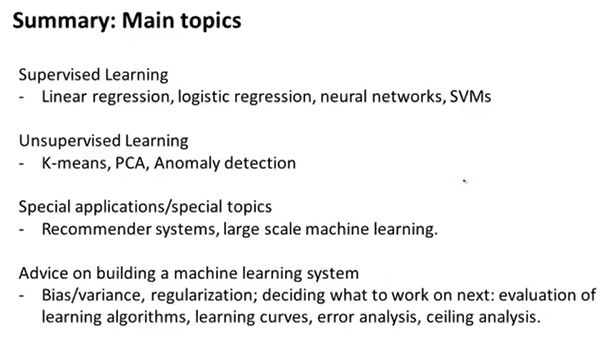 Summary: Main topics
Supervised Learning
- Linear regression, logistic regression, neural networks, SVMs
Unsupervised Learning
- K-means, PCA, Anomaly detection
Special applications/special topics
- Recommender systems, large scale machine learning.
Advice on building a machine learning system
- Bias/variance, regularization; deciding what to work on next: evaluation of
learning algorithms, learning curves, error analysis, ceiling analysis.